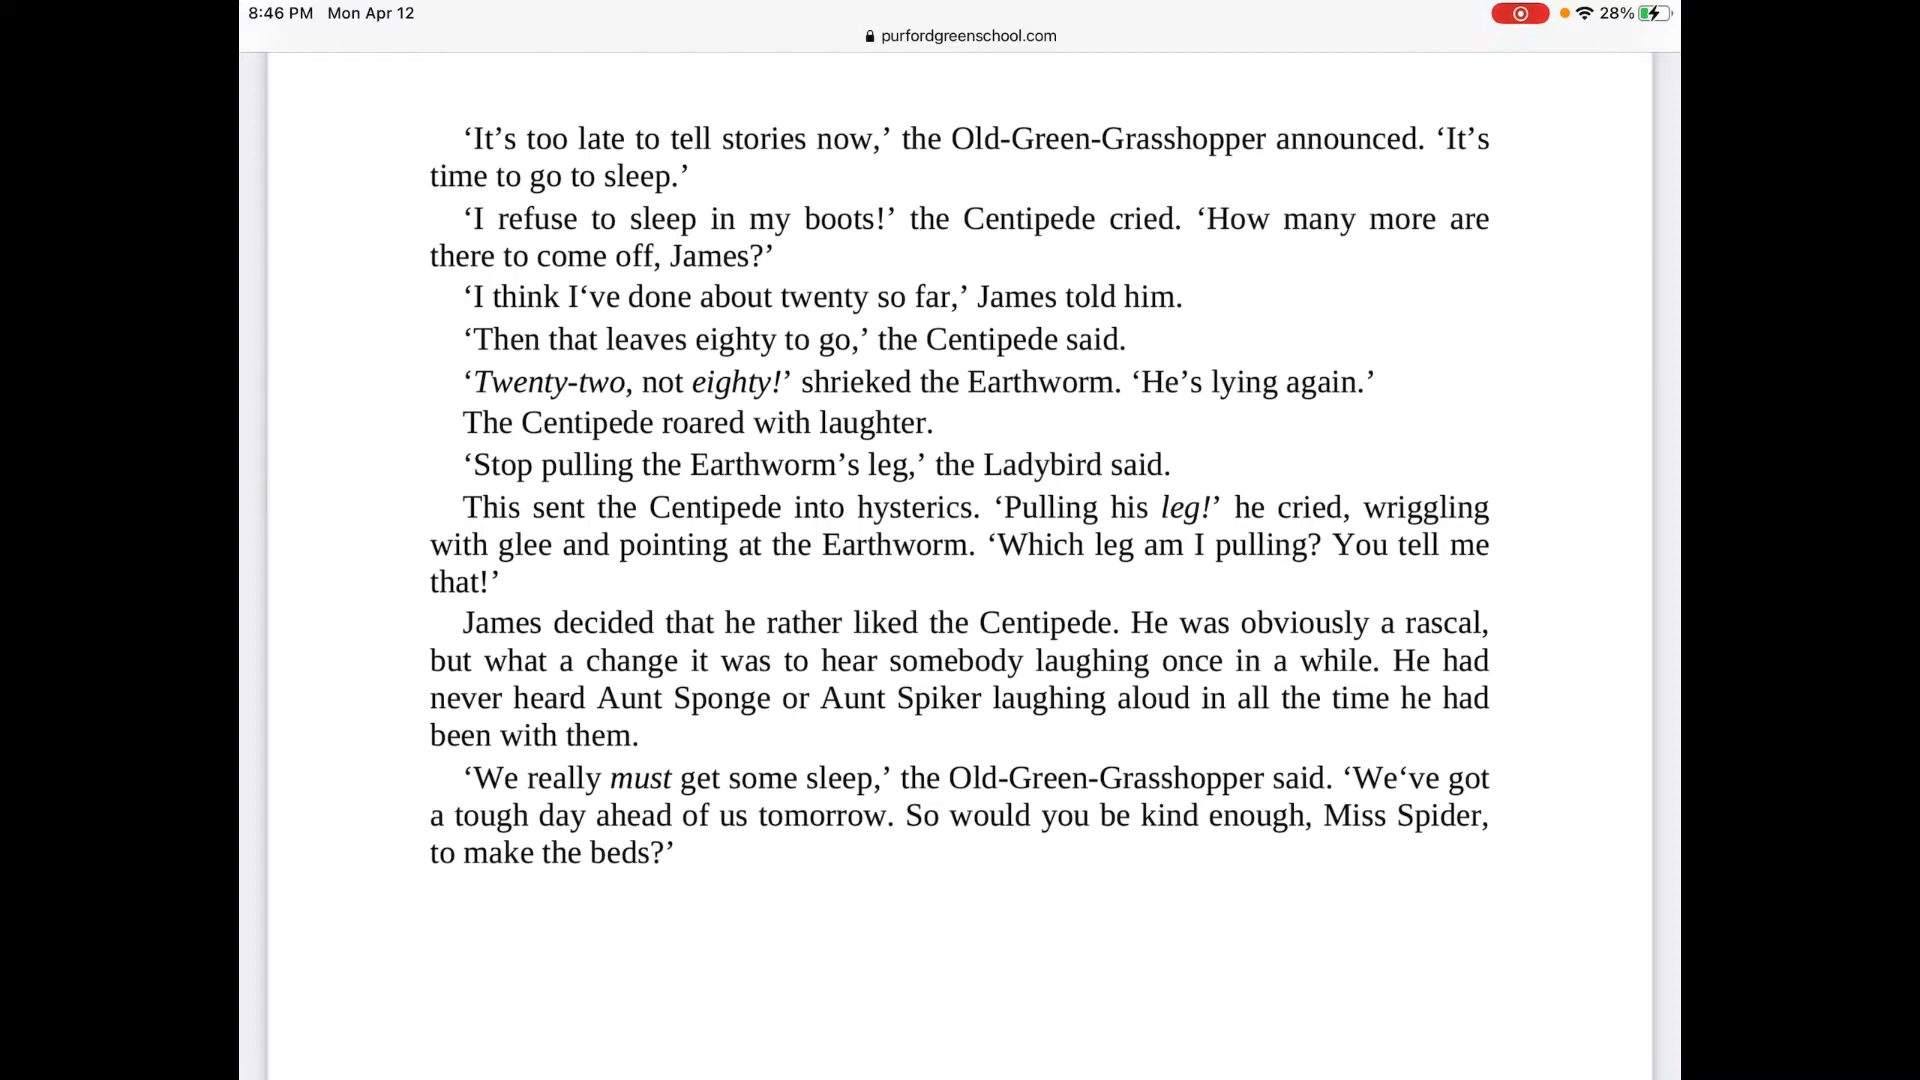 8:46 PM Mon Apr 12
28%
purfordgreenschool.com
‘It’s too late to tell stories now,’ the Old-Green-Grasshopper announced. ‘It’s
time to go to sleep.’
‘I refuse to sleep in my boots!’ the Centipede cried. ‘How many more are
there to come off, James?’
‘I think I‘ve done about twenty so far,’ James told him.
‘Then that leaves eighty to go,’ the Centipede said.
‘Twenty-two, not eighty!’ shrieked the Earthworm. ‘He’s lying again.’
The Centipede roared with laughter.
‘Stop pulling the Earthworm’s leg,’ the Ladybird said.
This sent the Centipede into hysterics. ‘Pulling his leg!’ he cried, wriggling
with glee and pointing at the Earthworm. ‘Which leg am I pulling? You tell me
that!’
James decided that he rather liked the Centipede. He was obviously a rascal,
but what a change it was to hear somebody laughing once in a while. He had
never heard Aunt Sponge or Aunt Spiker laughing aloud in all the time he had
been with them.
‘We really must get some sleep,’ the Old-Green-Grasshopper said. ‘We‘ve got
a tough day ahead of us tomorrow. So would you be kind enough, Miss Spider,
to make the beds?’